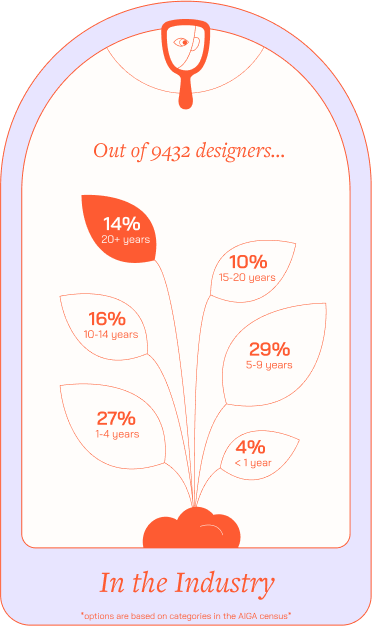 Out of 9432 designers...
14%
20+ years
10%
15-20 years
16%
10-14 years
29%
5-9 years
27%
1-4 years
4%
< 1 year
In the Industry
*options are based on categories in the AIGA census*